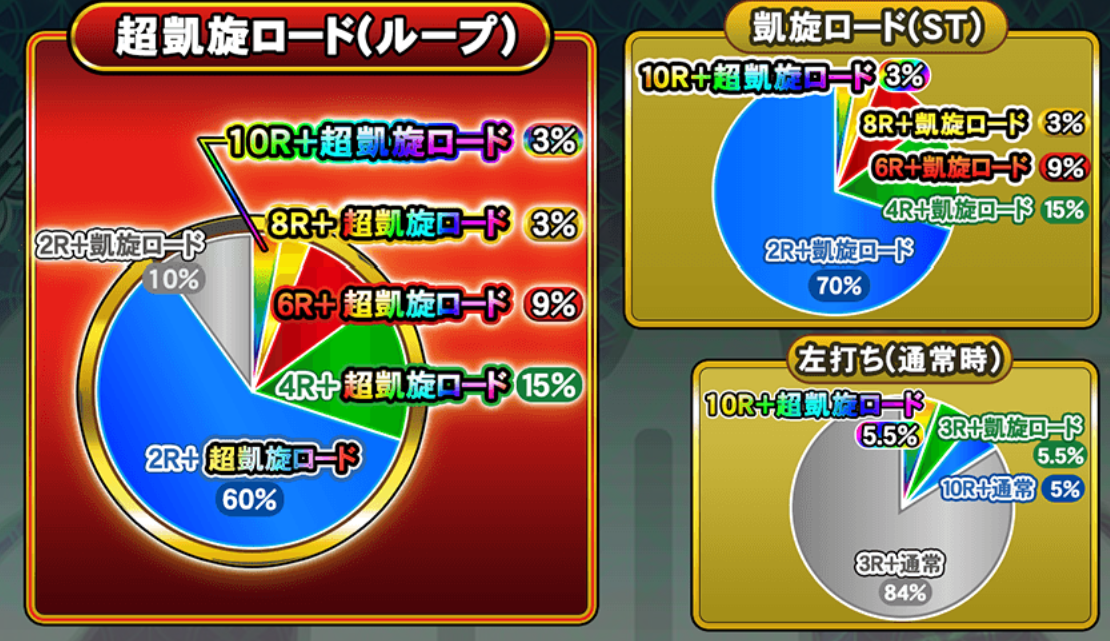 超凱旋ロード(ループ)
10R+超凱旋ロード 3%
8R+超凱旋ロード 3%
2R+凱旋ロード
10%
6R+超凱旋ロード 9%
4R+超凱旋ロード 15%
2R+超凱旋ロード
60%
凱旋ロード(ST)
10R+超凱旋ロード 3%
8R+凱旋ロード 3%
6R+凱旋ロード 9%
4R+凱旋ロード 15%
2R+凱旋ロード
70%
左打ち(通常時)
10R+超凱旋ロード
5.5%
3R+凱旋ロード
5.5%
10R+通常 5%
3R+通常
84%